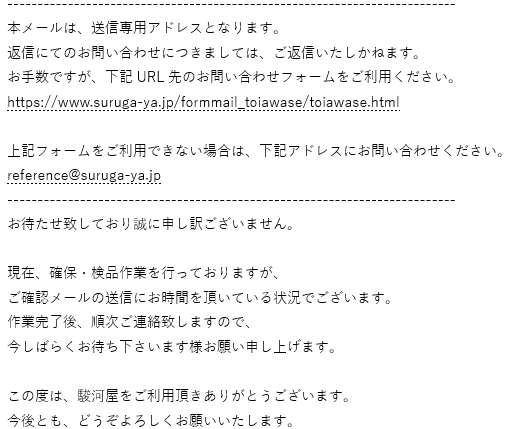 --------------------------------------------------------------------------
本メールは、送信専用アドレスとなります。
返信にてのお問い合わせにつきましては、ご返信いたしかねます。
お手数ですが、下記 URL 先のお問い合わせフォームをご利用ください。
https://www.suruga-ya.jp/formmail_toiawase/toiawase.html
上記フォームをご利用できない場合は、下記アドレスにお問い合わせください。
reference@suruga-ya.jp
--------------------------------------------------------------------------
お待たせ致しており誠に申し訳ございません。
現在、確保・検品作業を行っておりますが、
ご確認メールの送信にお時間を頂いている状況でございます。
作業完了後、順次ご連絡致しますので、
今しばらくお待ち下さいます様お願い申し上げます。
この度は、駿河屋をご利用頂きありがとうございます。
今後とも、どうぞよろしくお願いいたします。